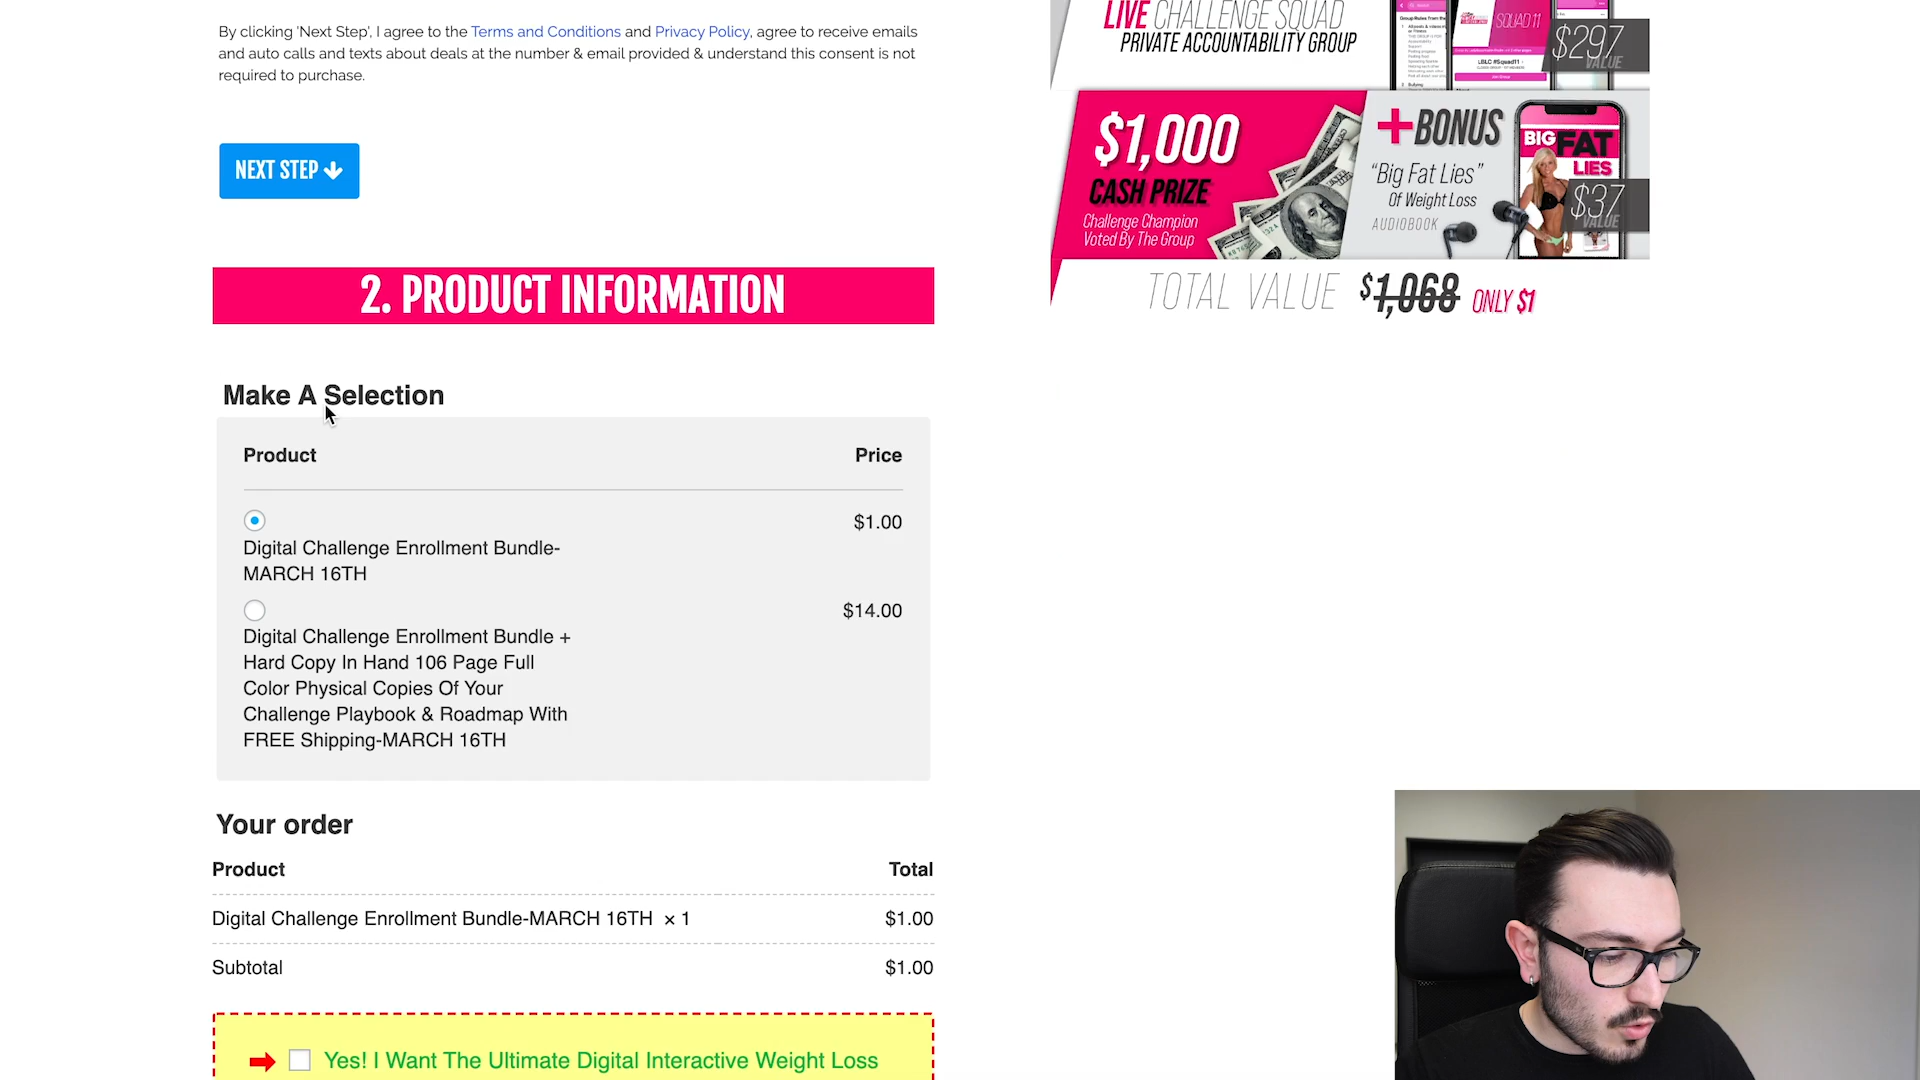 By clicking 'Next Step', I agree to the Terms and Conditions and Privacy Policy, agree to receive emails
and auto calls and texts about deals at the number & email provided & understand this consent is not
required to purchase.
NEXT STEP
2. PRODUCT INFORMATION
Make A Selection
Product Price
$1.00
Digital Challenge Enrollment Bundle-
MARCH 16TH
$14.00
Digital Challenge Enrollment Bundle +
Hard Copy In Hand 106 Page Full
Color Physical Copies Of Your
Challenge Playbook & Roadmap With
FREE Shipping-MARCH 16TH
Your order
Product Total
Digital Challenge Enrollment Bundle-MARCH 16TH × 1 $1.00
Subtotal $1.00
Yes! I Want The Ultimate Digital Interactive Weight Loss
LIVE CHALLENGE SQUAD
PRIVATE ACCOUNTABILITY GROUP
SQUAD 11
LBLC #Squad11
$297
VALUE
$1,000
CASH PRIZE
Challenge Champion
Voted By The Group
+BONUS
"Big Fat Lies"
Of Weight Loss
AUDIOBOOK
BIG FAT
LIES
$37
VALUE
TOTAL VALUE $1,068 ONLY $1